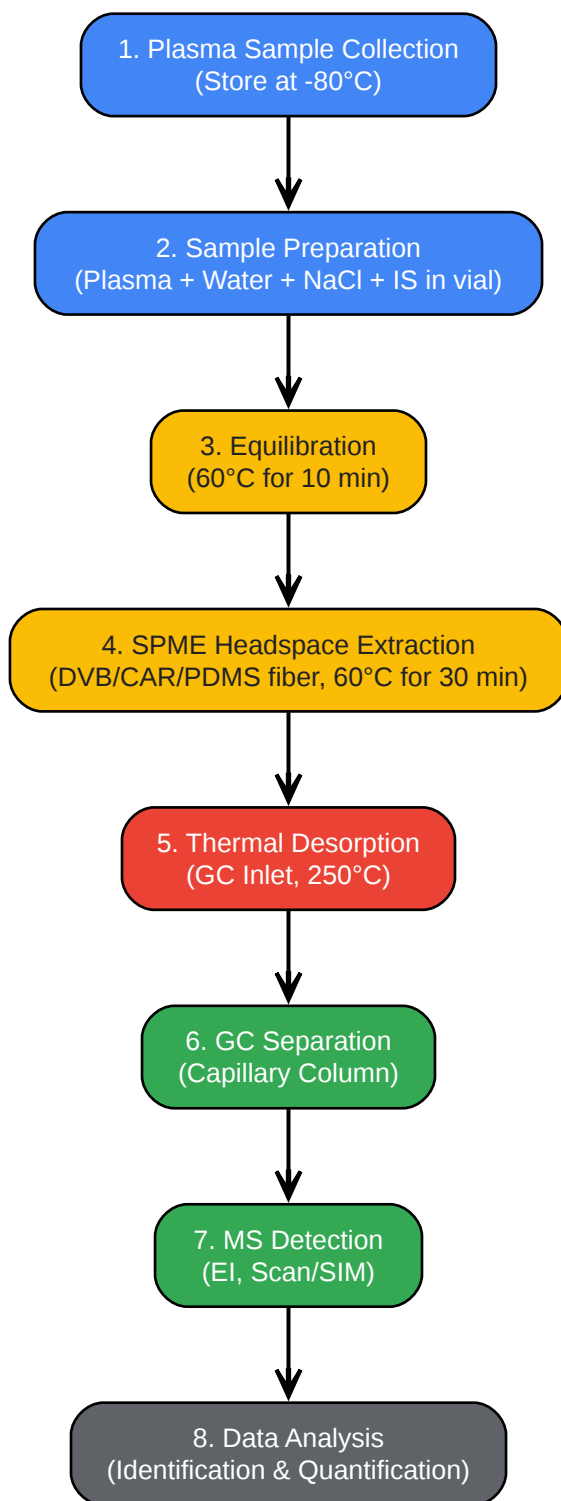 1. Plasma Sample Collection
(Store at -80°C)
2. Sample Preparation
(Plasma + Water + NaCl + IS in vial)
3. Equilibration
(60°C for 10 min)
4. SPME Headspace Extraction
(DVB/CAR/PDMS fiber, 60°C for 30 min)
5. Thermal Desorption
(GC Inlet, 250°C)
6. GC Separation
(Capillary Column)
7. MS Detection
(EI, Scan/SIM)
8. Data Analysis
(Identification & Quantification)